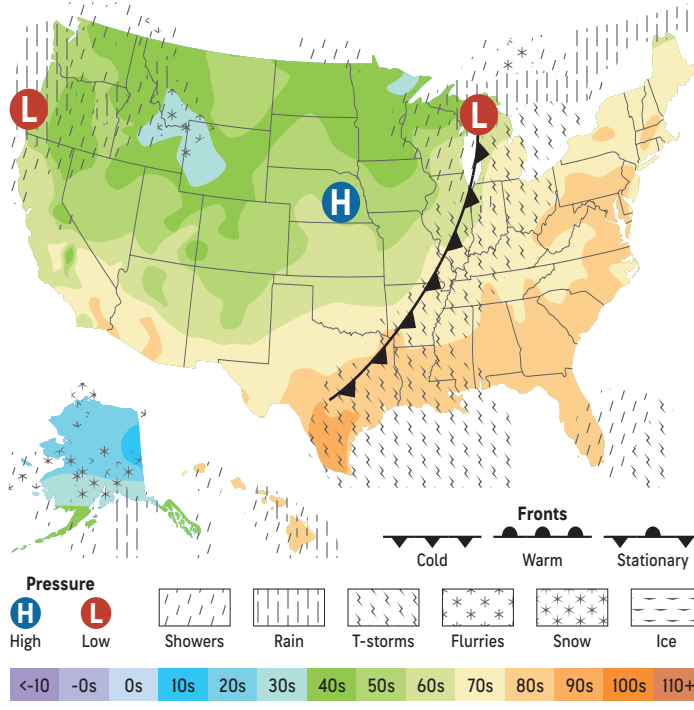 L
L
H
Fronts
Cold Warm Stationary
Pressure
H L
High Low Showers Rain T-storms Flurries Snow Ice
<-10 -0s 0s 10s 20s 30s 40s 50s 60s 70s 80s 90s 100s 110+